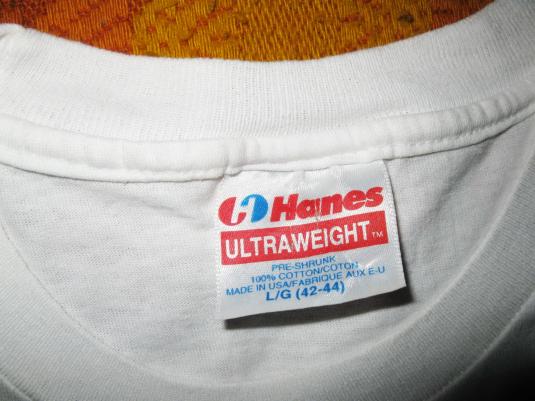 Hanes
ULTRAWEIGHT™
PRE-SHRUNK
100% COTTON/COTON
MADE IN USA/FABRIQUE AUX E-U
L/G (42-44)